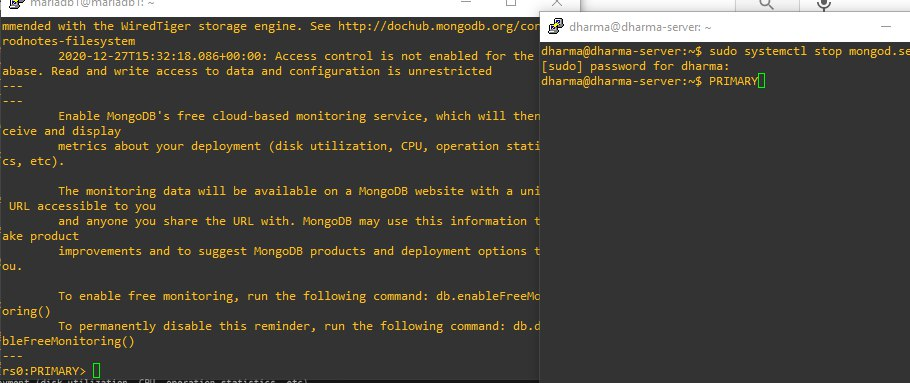 mariadb1@mariadb1: ~
mmended with the WiredTiger storage engine. See http://dochub.mongodb.org/cor
rodnotes-filesystem
2020-12-27T15:32:18.086+00:00: Access control is not enabled for the
abase. Read and write access to data and configuration is unrestricted
---
---
Enable MongoDB's free cloud-based monitoring service, which will then
ceive and display
metrics about your deployment (disk utilization, CPU, operation stati
cs, etc).
The monitoring data will be available on a MongoDB website with a uni
URL accessible to you
and anyone you share the URL with. MongoDB may use this information t
ake product
improvements and to suggest MongoDB products and deployment options t
ou.
To enable free monitoring, run the following command: db.enableFreeMo
oring()
To permanently disable this reminder, run the following command: db.d
bleFreeMonitoring()
---
rs0:PRIMARY>
dharma@dharma-server: ~
dharma@dharma-server:~$ sudo systemctl stop mongod.se
[sudo] password for dharma:
dharma@dharma-server:~$ PRIMARY
(disk utilization, CPU, operation statistics, etc)